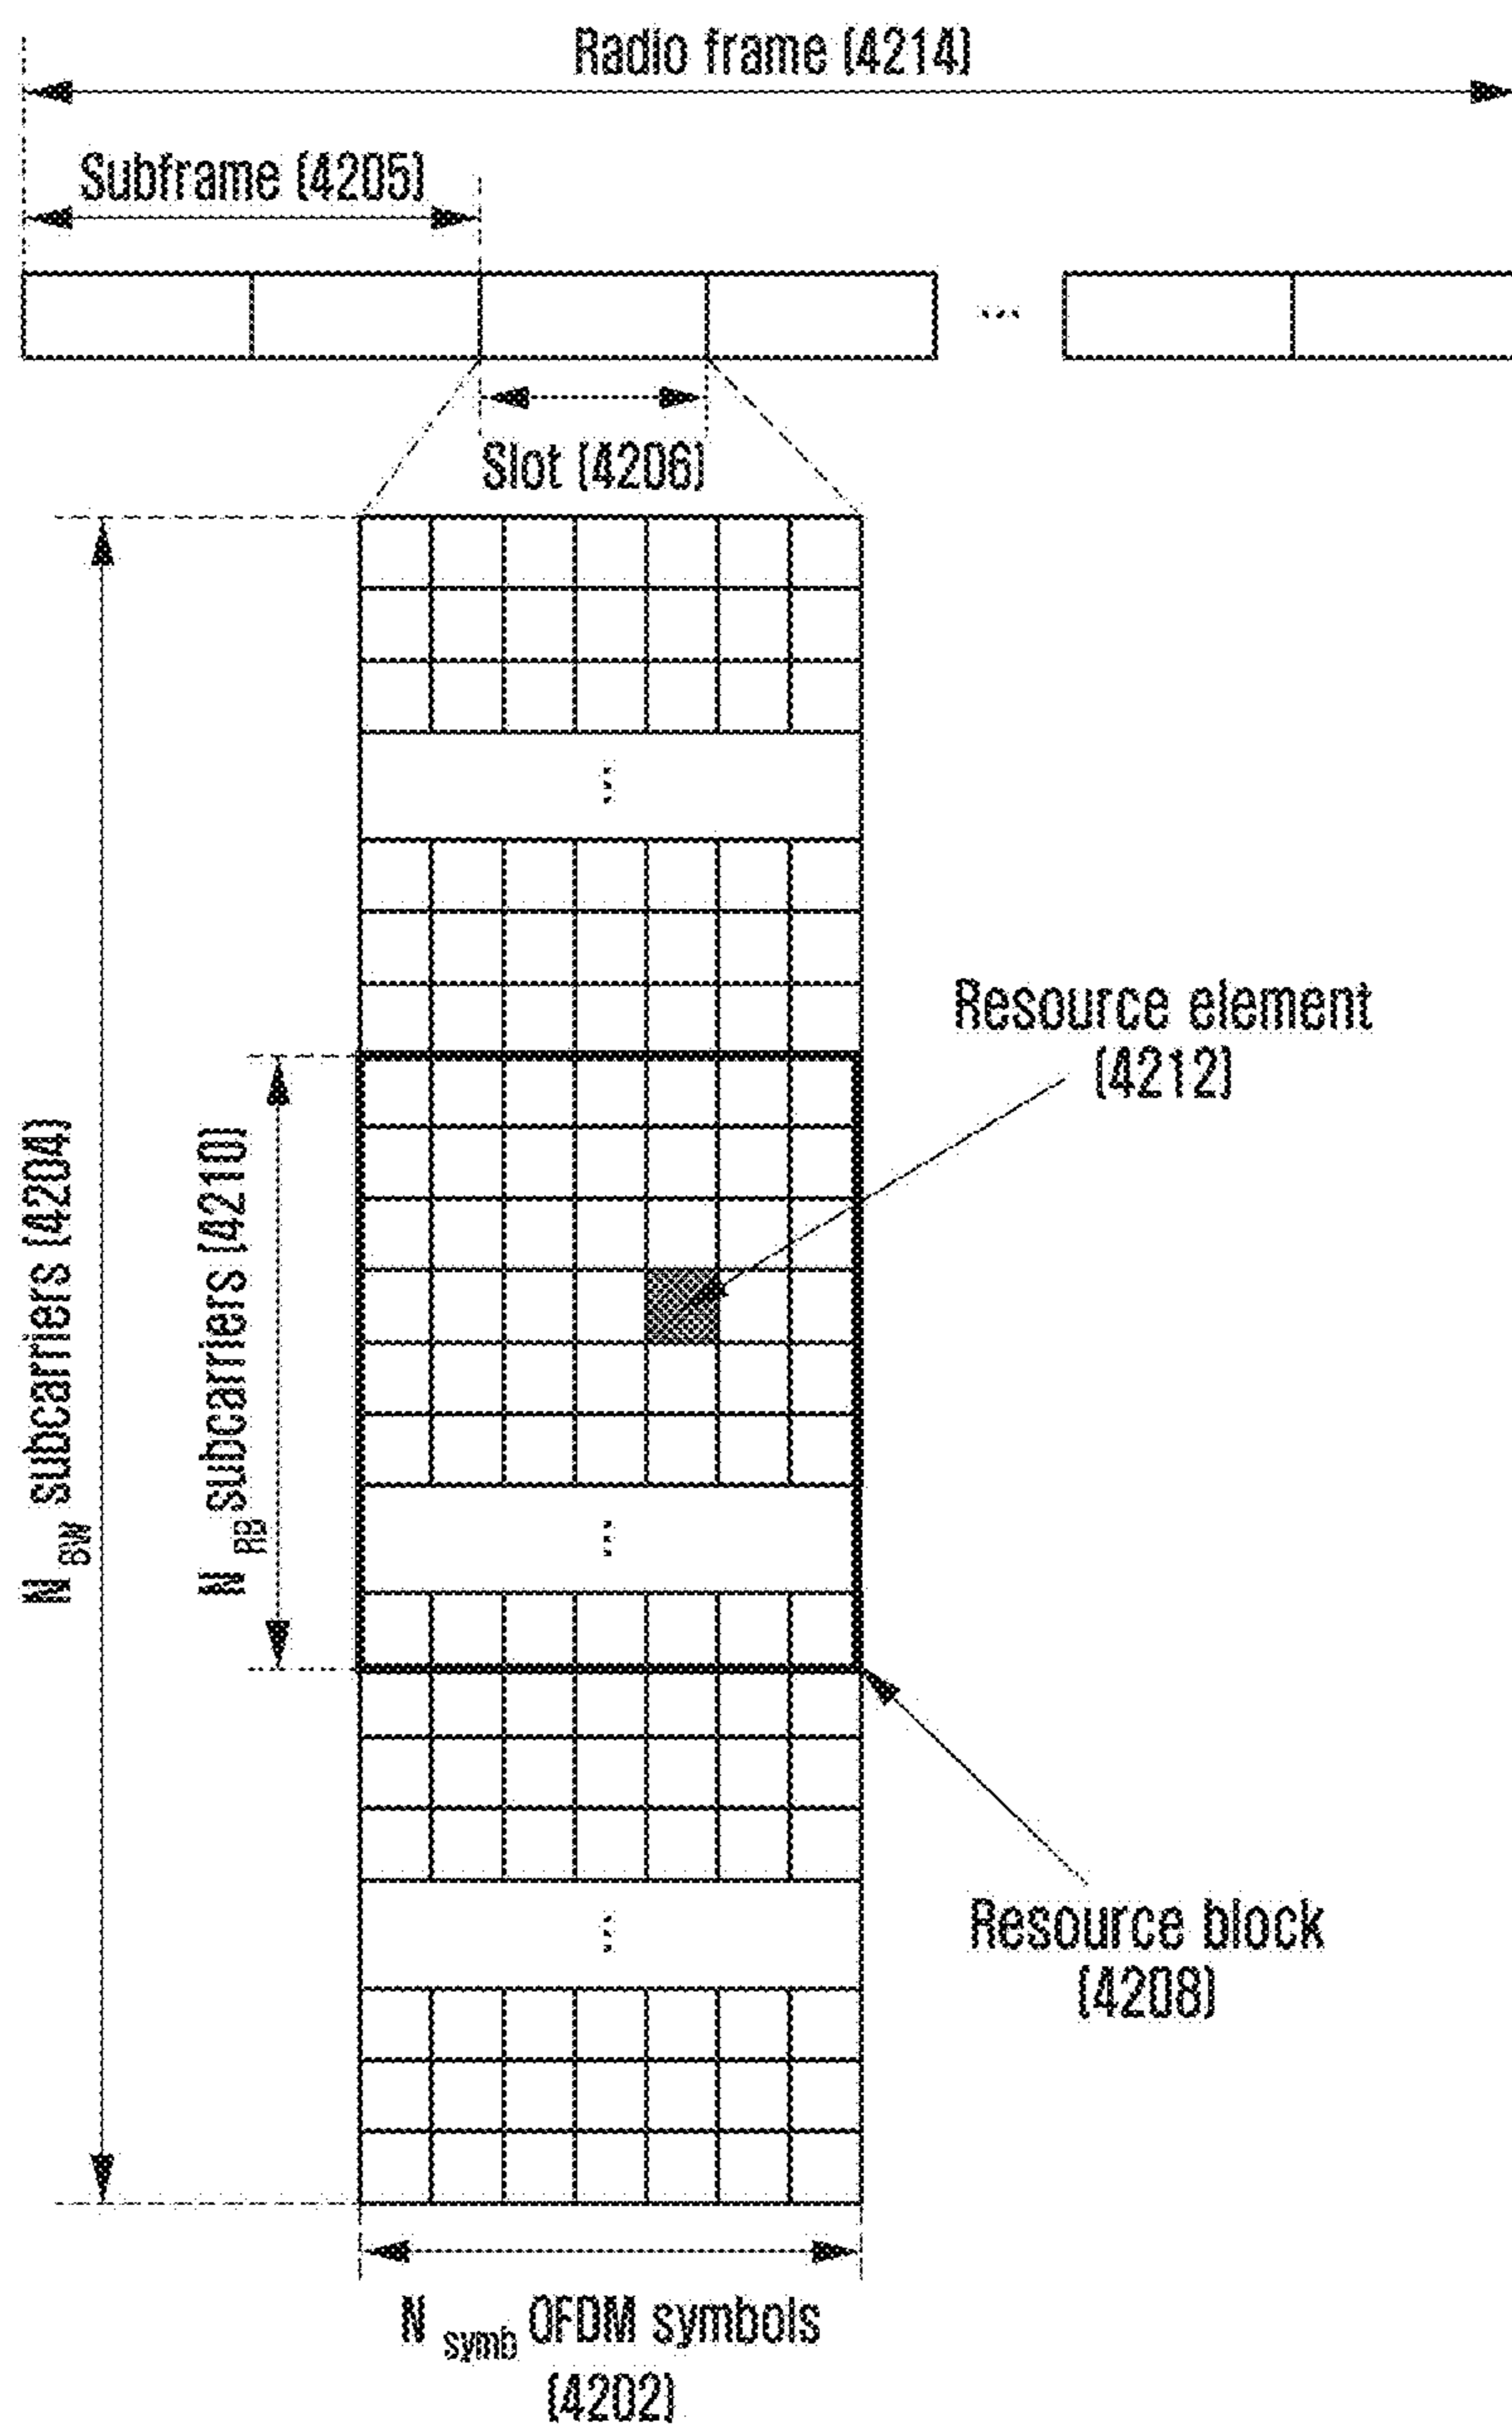 Radio frame (4214)
Subframe (4205)
...
Slot (4206)
...
Resource element
(4212)
N BW subcarriers (4204)
N RB subcarriers (4210)
...
Resource block
(4208)
...
N symb OFDM symbols
(4202)